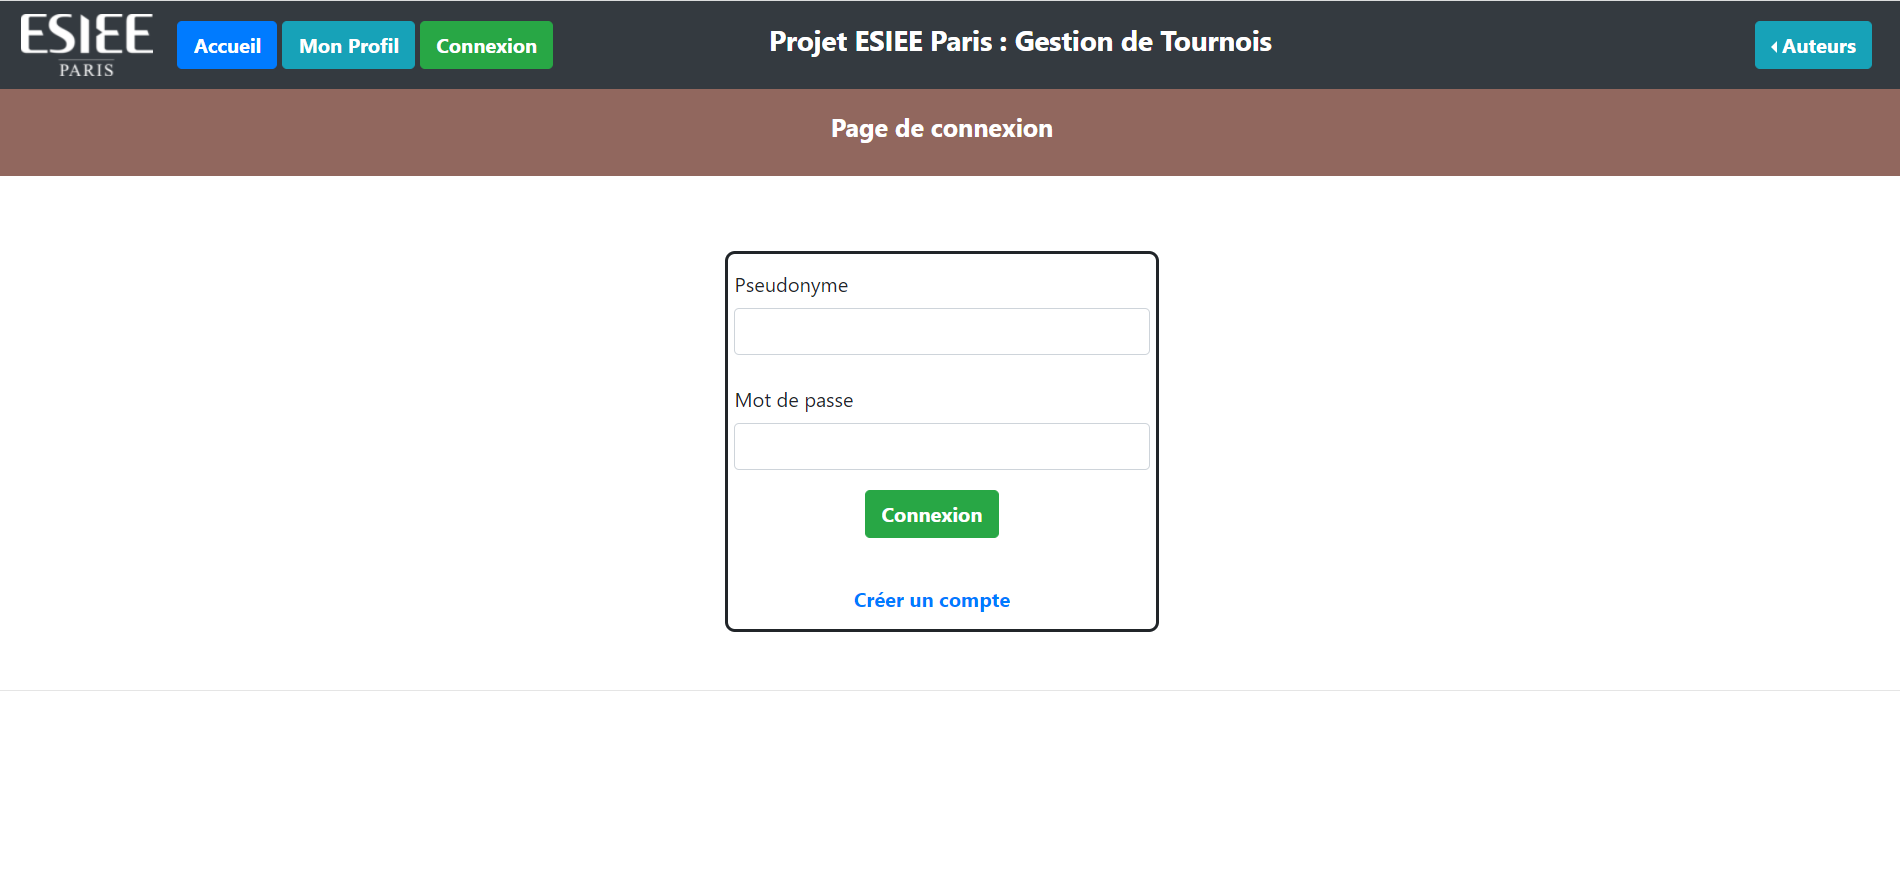 ESIEE
PARIS
Accueil
Mon Profil
Connexion
Projet ESIEE Paris : Gestion de Tournois
Auteurs
Page de connexion
Pseudonyme
Mot de passe
Connexion
Créer un compte